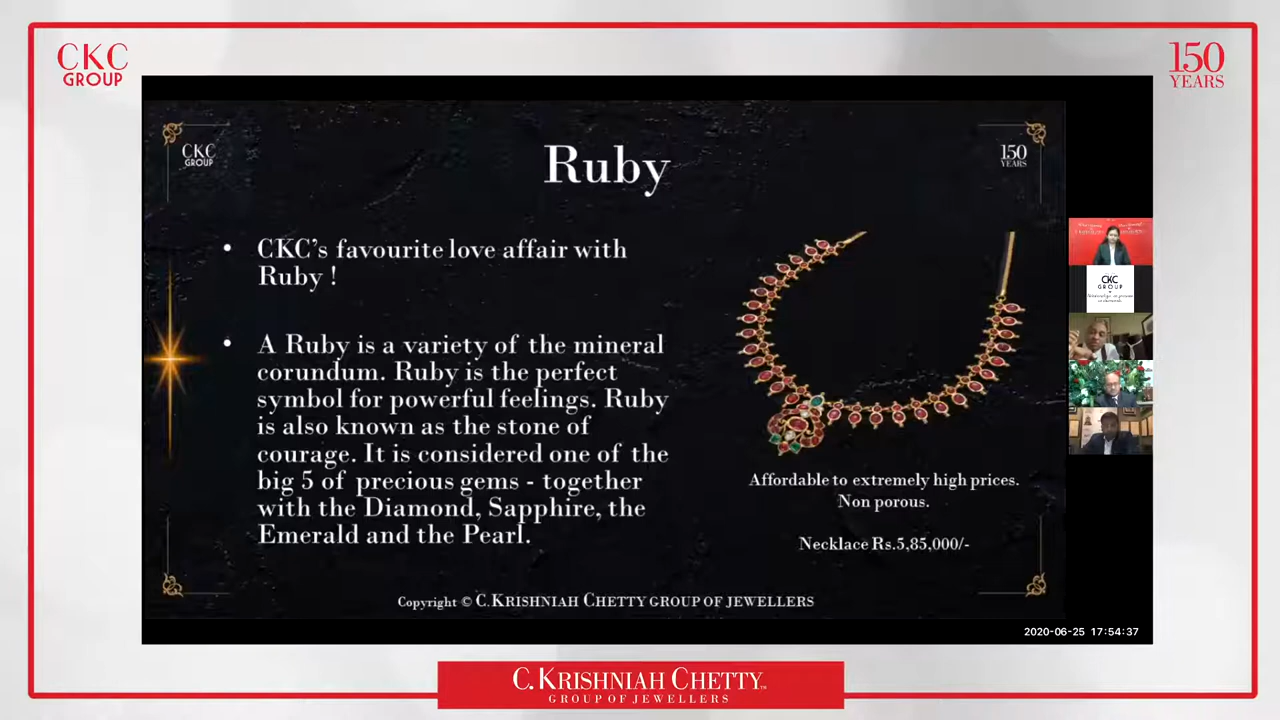 CKC
GROUP
150
YEARS
CKC
GROUP
Ruby
150
YEARS
• CKC’s favourite love affair with
Ruby !
• A Ruby is a variety of the mineral
corundum. Ruby is the perfect
symbol for powerful feelings. Ruby
is also known as the stone of
courage. It is considered one of the
big 5 of precious gems - together
with the Diamond, Sapphire, the
Emerald and the Pearl.
Affordable to extremely high prices.
Non porous.
Necklace Rs.5,85,000/-
CKC
GROUP
Copyright © C.KRISHNIAH CHETTY GROUP OF JEWELLERS
2020-06-25 17:54:37
C. KRISHNIAH CHETTY™
GROUP OF JEWELLERS